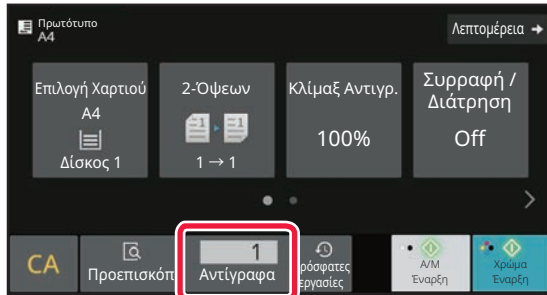 Πρωτότυπο
A4
Λεπτομέρεια
Επιλογή Χαρτιού
A4
Δίσκος 1
2-Όψεων
1 → 1
Κλίμαξ Αντιγρ.
100%
Συρραφή /
Διάτρηση
Off
CA
Προεπισκόπ
1
Αντίγραφα
ρόσφατες
εργασίες
Α/Μ
Έναρξη
Χρώμα
Έναρξη